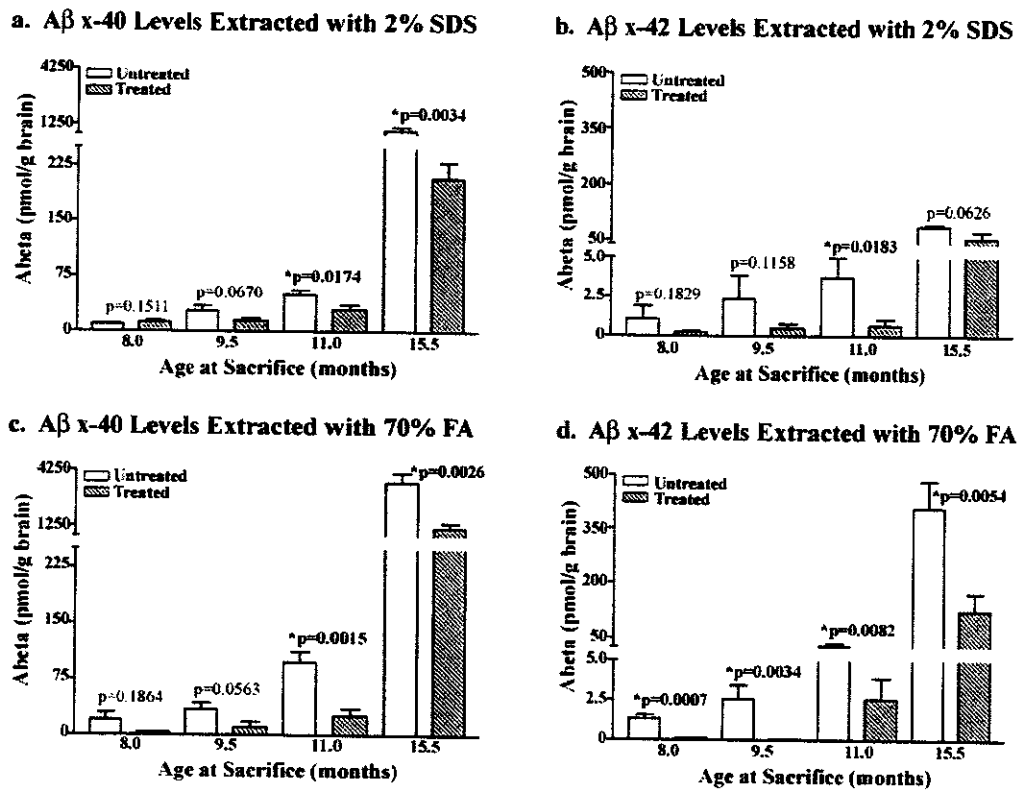 a. Aβ x-40 Levels Extracted with 2% SDS
Abeta (pmol/g brain)
4250
1250
225
150
75
0
Untreated
Treated
p=0.1511
p=0.0670
*p=0.0174
*p=0.0034
8.0 9.5 11.0 15.5
Age at Sacrifice (months)
b. Aβ x-42 Levels Extracted with 2% SDS
Abeta (pmol/g brain)
500
350
200
50
5.0
2.5
0
Untreated
Treated
p=0.1829
p=0.1158
*p=0.0183
p=0.0626
8.0 9.5 11.0 15.5
Age at Sacrifice (months)
c. Aβ x-40 Levels Extracted with 70% FA
Abeta (pmol/g brain)
4250
1250
225
150
75
0
Untreated
Treated
p=0.1864
p=0.0563
*p=0.0015
*p=0.0026
8.0 9.5 11.0 15.5
Age at Sacrifice (months)
d. Aβ x-42 Levels Extracted with 70% FA
Abeta (pmol/g brain)
500
350
200
50
5.0
2.5
0
Untreated
Treated
*p=0.0007
*p=0.0034
*p=0.0082
*p=0.0054
8.0 9.5 11.0 15.5
Age at Sacrifice (months)